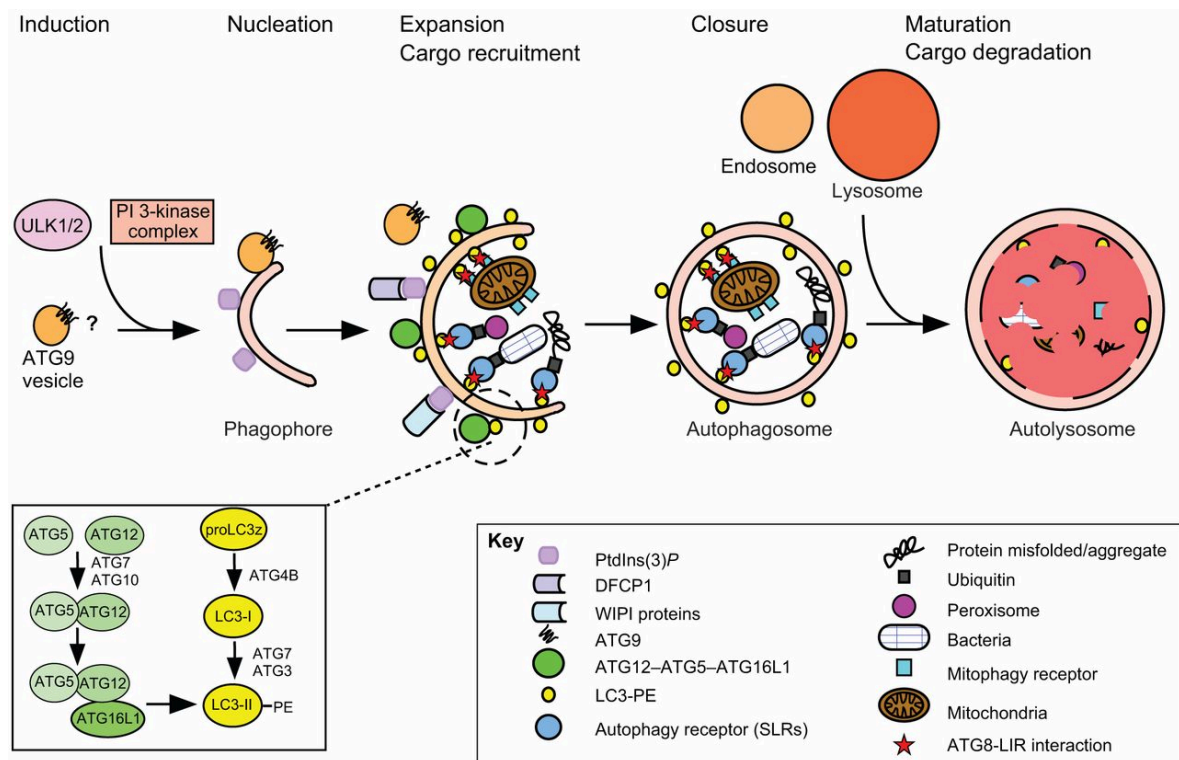 Induction
Nucleation
Expansion
Cargo recruitment
Closure
Maturation
Cargo degradation
Endosome
Lysosome
ULK1/2
PI 3-kinase
complex
?
ATG9
vesicle
Phagophore
Autophagosome
Autolysosome
ATG5
ATG12
ATG7
ATG10
ATG5
ATG12
ATG5
ATG12
ATG16L1
proLC3z
ATG4B
LC3-I
ATG7
ATG3
LC3-II
PE
Key
PtdIns(3)P
DFCP1
WIPI proteins
ATG9
ATG12–ATG5–ATG16L1
LC3-PE
Autophagy receptor (SLRs)
Protein misfolded/aggregate
Ubiquitin
Peroxisome
Bacteria
Mitophagy receptor
Mitochondria
ATG8-LIR interaction